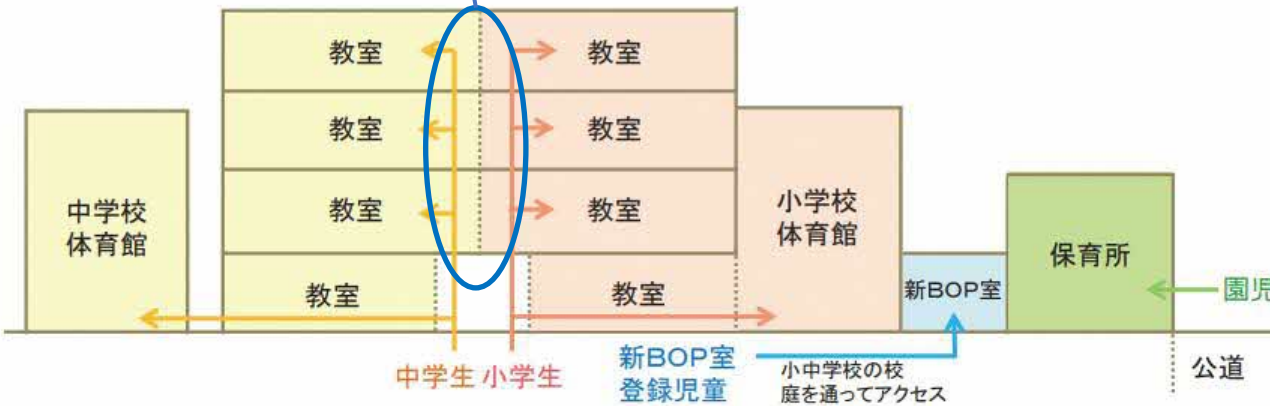 教室 教室
教室 教室
教室 教室
中学校
体育館
小学校
体育館
保育所
教室 教室
新BOP室
園児
中学生 小学生
新BOP室
登録児童
小中学校の校
庭を通ってアクセス
公道